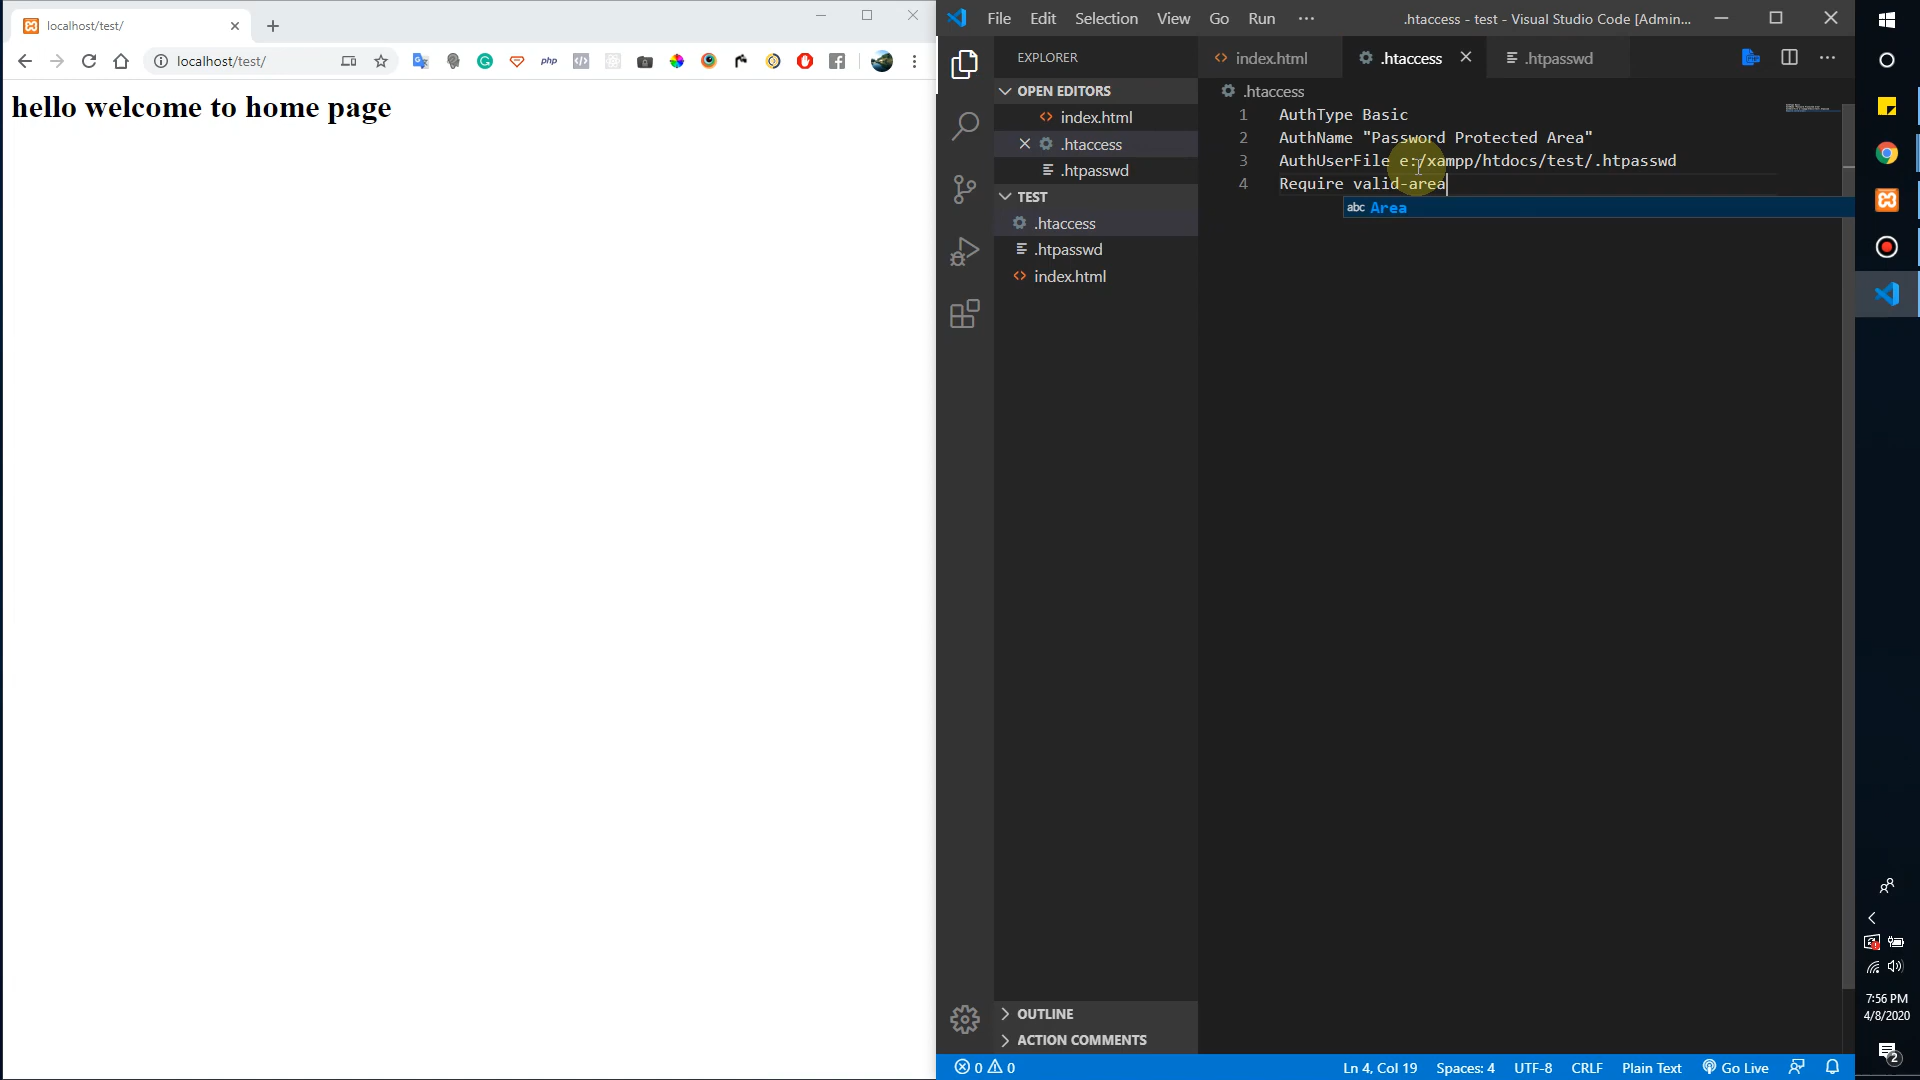 localhost/test/
localhost/test/
php
hello welcome to home page
File Edit Selection View Go Run ··· .htaccess - test - Visual Studio Code [Admin...
EXPLORER
OPEN EDITORS
index.html
.htaccess
.htpasswd
TEST
.htaccess
.htpasswd
index.html
OUTLINE
ACTION COMMENTS
index.html .htaccess .htpasswd
.htaccess
1 AuthType Basic
2 AuthName "Password Protected Area"
3 AuthUserFile e:/xampp/htdocs/test/.htpasswd
4 Require valid-area
abc Area
0 0 Ln 4, Col 19 Spaces: 4 UTF-8 CRLF Plain Text Go Live
7:56 PM
4/8/2020
2